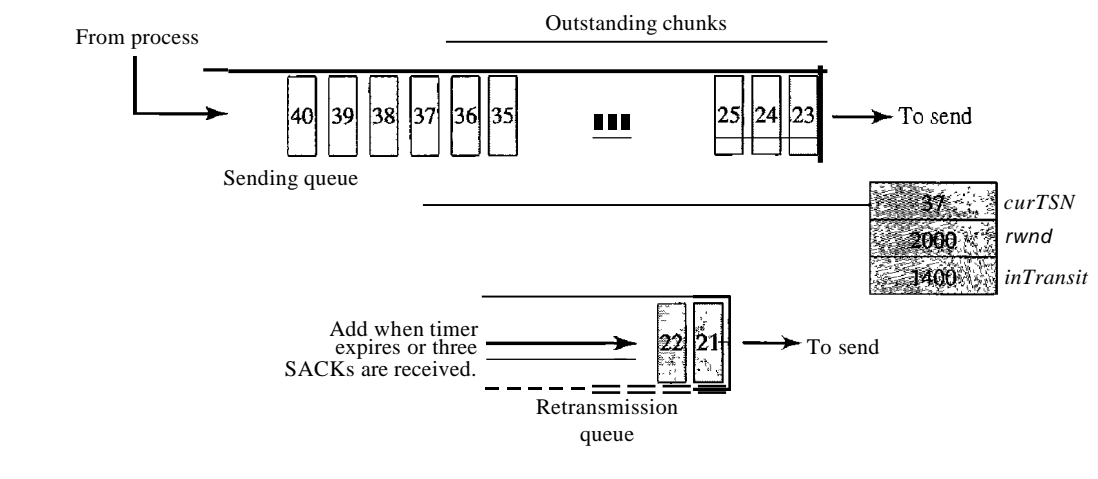 Outstanding chunks
From process
40 39 38 37 36 35 25 24 23
To send
Sending queue
37 curTSN
2000 rwnd
1400 inTransit
Add when timer
expires or three
SACKs are received.
22 21
To send
Retransmission
queue